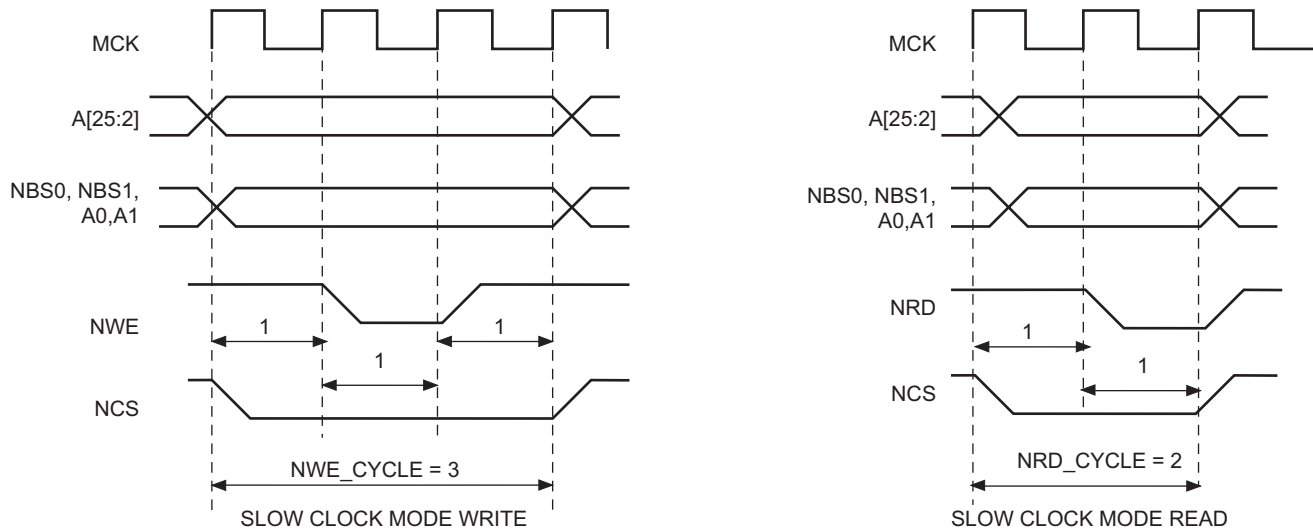 MCK
A[25:2]
NBS0, NBS1,
A0,A1
NWE
1
1
1
NCS
NWE_CYCLE = 3
SLOW CLOCK MODE WRITE
MCK
A[25:2]
NBS0, NBS1,
A0,A1
NRD
1
1
NCS
NRD_CYCLE = 2
SLOW CLOCK MODE READ